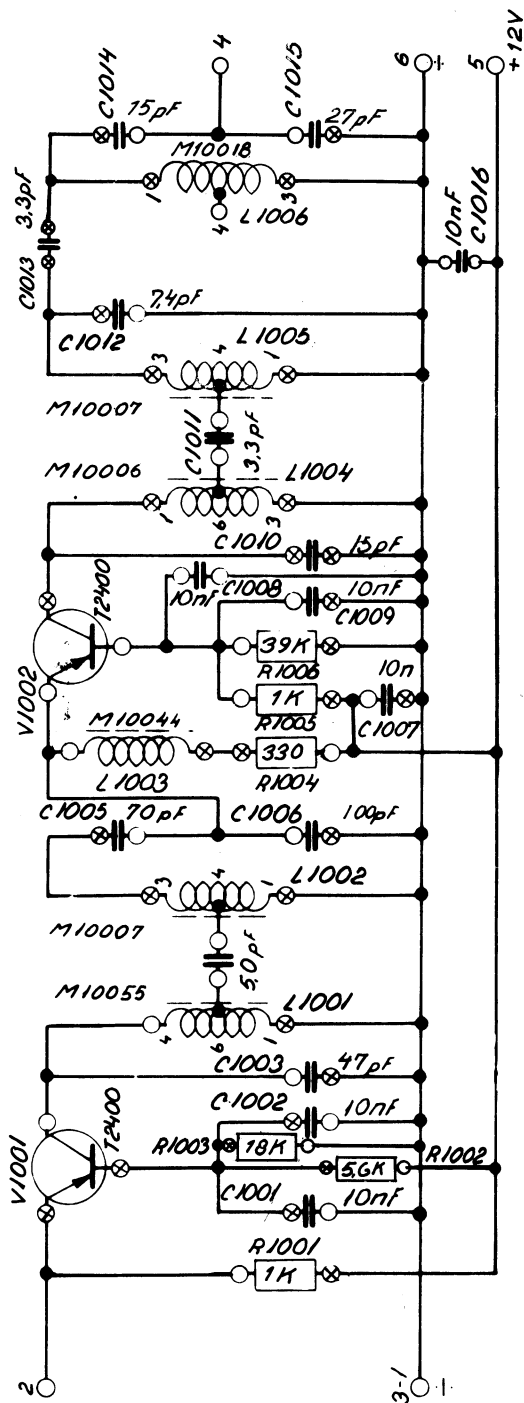 2
3-1
V1001
T2400
R1001
1K
C1001
10nF
R1003
18K
5,6K
R1002
C1002
10nF
C1003
47pF
M10055
4
6
1
L1001
5,0pF
M10007
3
4
1
L1002
C1005
70pF
C1006
100pF
V1002
T2400
M10044
L1003
330
R1004
1K
R1005
39K
R1006
10n
C1007
10nF
C1008
10nF
C1009
C1010
15pF
M10006
1
6
3
L1004
C1011
3,3pF
M10007
3
4
1
L1005
C1012
7,4pF
C1013
3,3pF
M10018
1
4
3
L1006
C1014
15pF
4
C1015
27pF
10nF
C1016
6
5
+12V